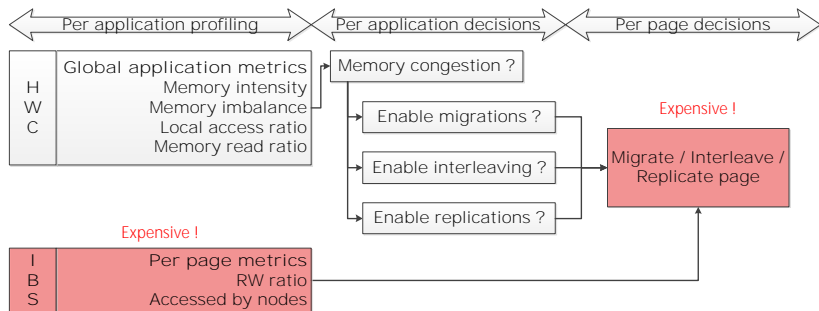 Per application profiling
Per application decisions
Per page decisions
Global application metrics
H
Memory intensity
W
Memory imbalance
C
Local access ratio
Memory read ratio
Memory congestion ?
Enable migrations ?
Enable interleaving ?
Enable replications ?
Expensive !
Migrate / Interleave /
Replicate page
Expensive !
I
Per page metrics
B
RW ratio
S
Accessed by nodes